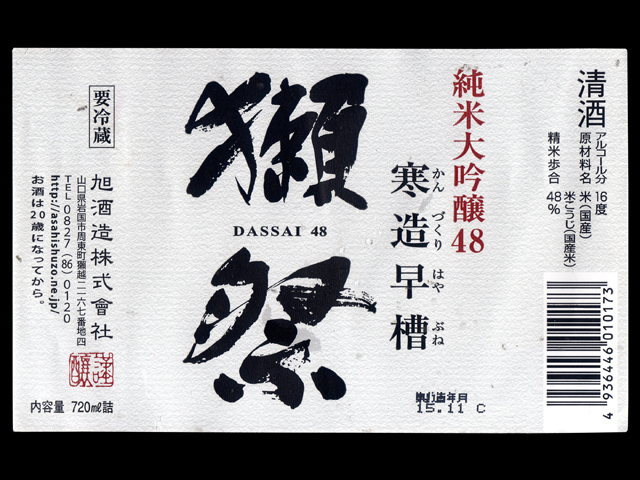 清酒
アルコール分 16度
原材料名 米(国産)
米こうじ(国産米)
精米歩合 48%
4 936446 010173
純米大吟醸48
寒造早槽
かん づくり はや ぶね
製造年月
15.11 C
獺祭
DASSAI 48
要冷蔵
旭酒造株式會社
山口県岩国市周東町獺越二一六七番地四
TEL 0827(86)0120
http://asahishuzo.ne.jp/
お酒は20歳になってから。
謹醸
内容量 720㎖詰